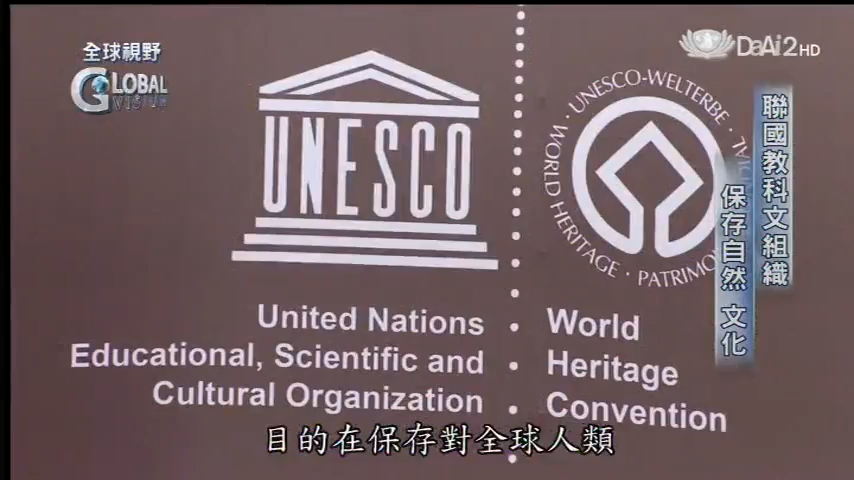 全球視野
GLOBAL
VISION
DaAi2HD
聯國教科文組織
保存自然 文化
UNESCO
United Nations
Educational, Scientific and
Cultural Organization
UNESCO-WELTERBE · WORLD HERITAGE · PATRIMO
World
Heritage
Convention
目的在保存對全球人類